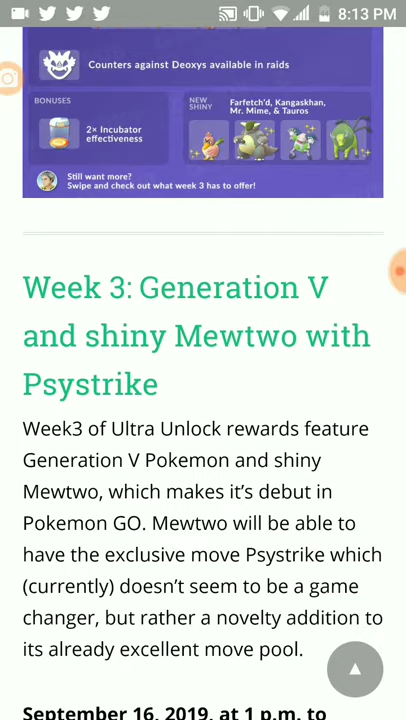 8:13 PM
Counters against Deoxys available in raids
BONUSES
2× Incubator
effectiveness
NEW
SHINY
Farfetch'd, Kangaskhan,
Mr. Mime, & Tauros
Still want more?
Swipe and check out what week 3 has to offer!
Week 3: Generation V
and shiny Mewtwo with
Psystrike
Week3 of Ultra Unlock rewards feature
Generation V Pokemon and shiny
Mewtwo, which makes it’s debut in
Pokemon GO. Mewtwo will be able to
have the exclusive move Psystrike which
(currently) doesn’t seem to be a game
changer, but rather a novelty addition to
its already excellent move pool.
September 16, 2019, at 1 p.m. to